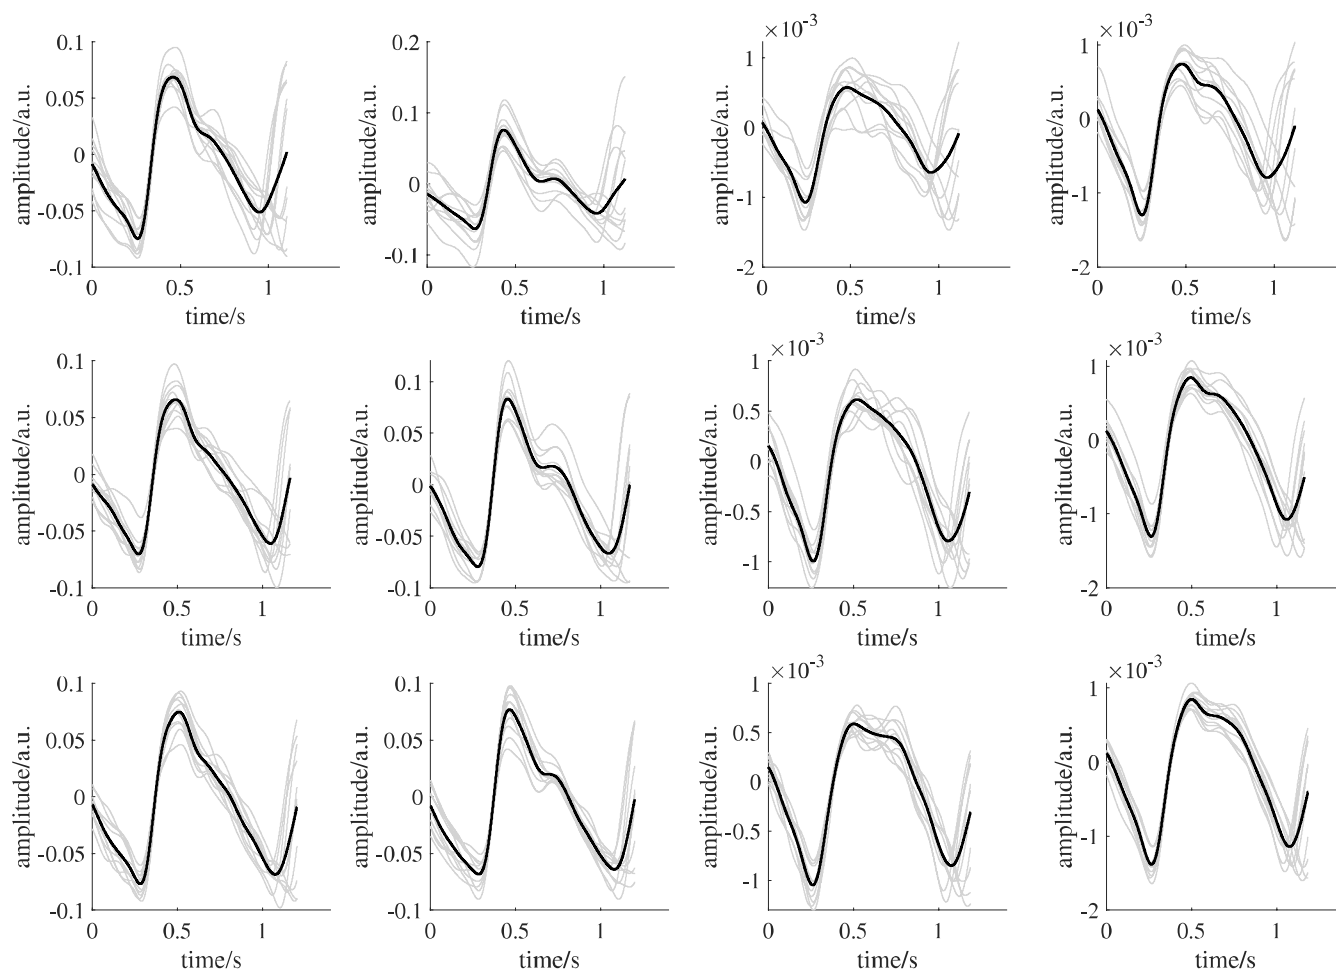 ×10⁻³ ×10⁻³
0.1 0.2 1 1
0.05 0.1 0 0
0 0 -1 -1
-0.05 -0.1 -2 -2
-0.1
amplitude/a.u. amplitude/a.u. amplitude/a.u. amplitude/a.u.
0 0.5 1 0 0.5 1 0 0.5 1 0 0.5 1
time/s time/s time/s time/s
×10⁻³ ×10⁻³
0.1 0.1 1 1
0.05 0.05 0.5 0
0 0 0 -1
-0.05 -0.05 -0.5 -2
-0.1 -0.1 -1
amplitude/a.u. amplitude/a.u. amplitude/a.u. amplitude/a.u.
0 0.5 1 0 0.5 1 0 0.5 1 0 0.5 1
time/s time/s time/s time/s
×10⁻³ ×10⁻³
0.1 0.1 1 1
0.05 0.05 0.5 0
0 0 0 -1
-0.05 -0.05 -0.5 -2
-0.1 -0.1 -1
amplitude/a.u. amplitude/a.u. amplitude/a.u. amplitude/a.u.
0 0.5 1 0 0.5 1 0 0.5 1 0 0.5 1
time/s time/s time/s time/s